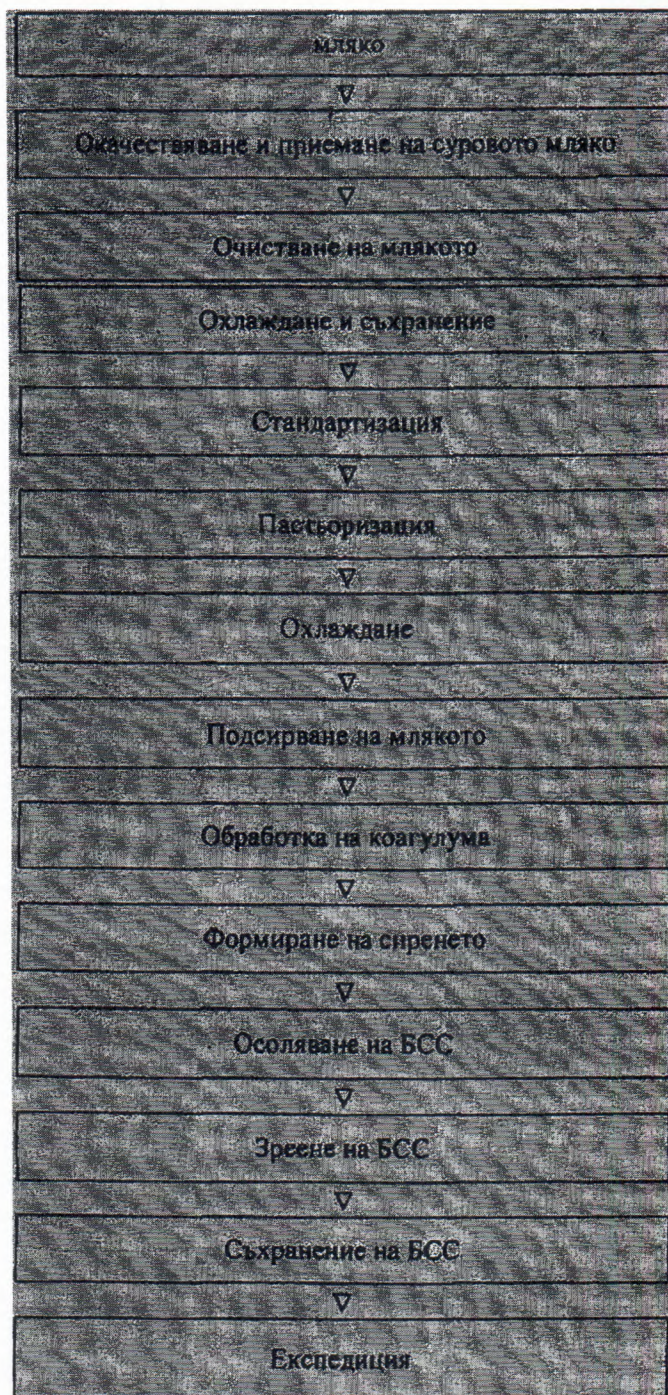 мляко
Окачествяване и приемане на суровото мляко
Очистване на млякото
Охлаждане и съхранение
Стандартизация
Пастьоризация
Охлаждане
Подсирване на млякото
Обработка на коагулума
Формиране на сиренето
Осоляване на БСС
Зреене на БСС
Съхранение на БСС
Експедиция